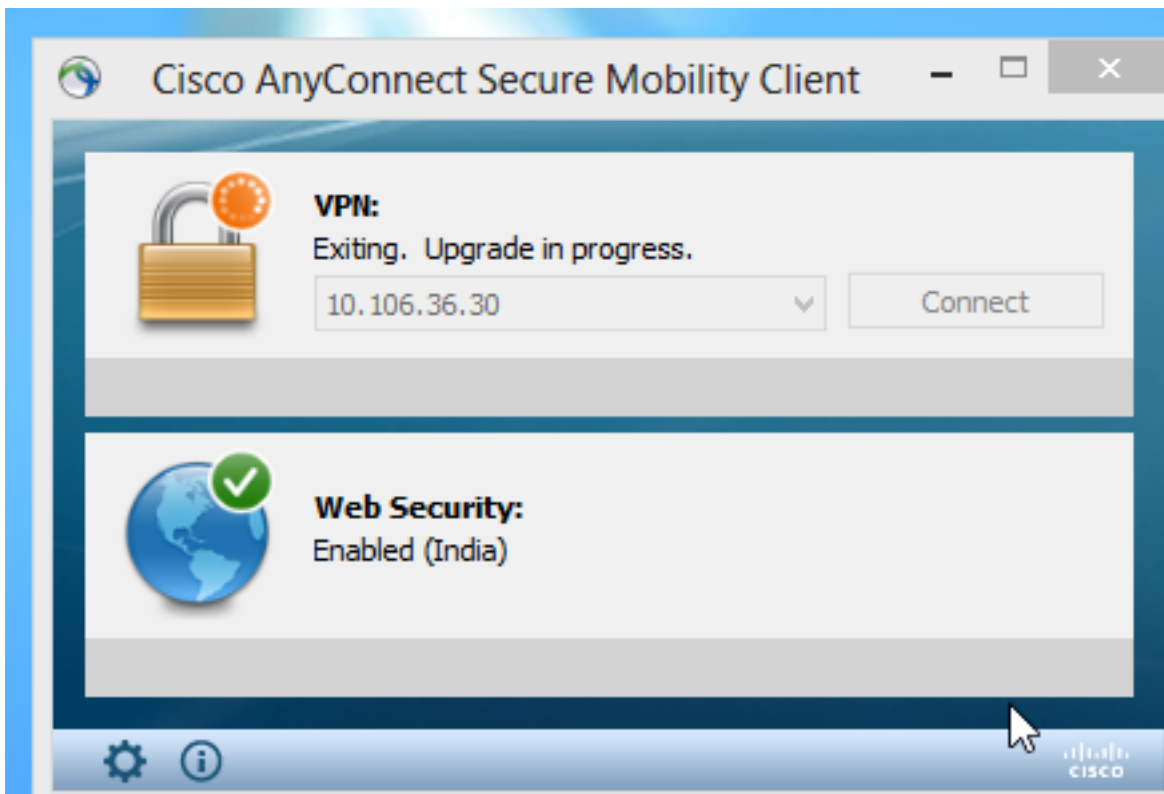 Cisco AnyConnect Secure Mobility Client
VPN:
Exiting. Upgrade in progress.
10.106.36.30
Connect
Web Security:
Enabled (India)
CISCO